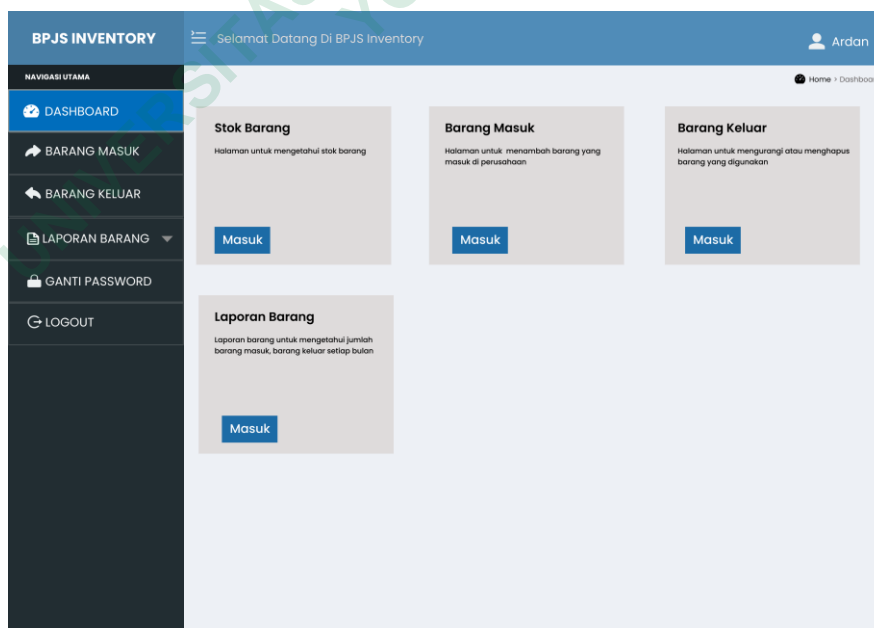 BPJS INVENTORY
Selamat Datang Di BPJS Inventory
Ardan
NAVIGASI UTAMA
Home > Dashboar
DASHBOARD
BARANG MASUK
BARANG KELUAR
LAPORAN BARANG
GANTI PASSWORD
LOGOUT
Stok Barang
Halaman untuk mengetahui stok barang
Masuk
Barang Masuk
Halaman untuk menambah barang yang
masuk di perusahaan
Masuk
Barang Keluar
Halaman untuk mengurangi atau menghapus
barang yang digunakan
Masuk
Laporan Barang
Laporan barang untuk mengetahui jumlah
barang masuk, barang keluar setiap bulan
Masuk